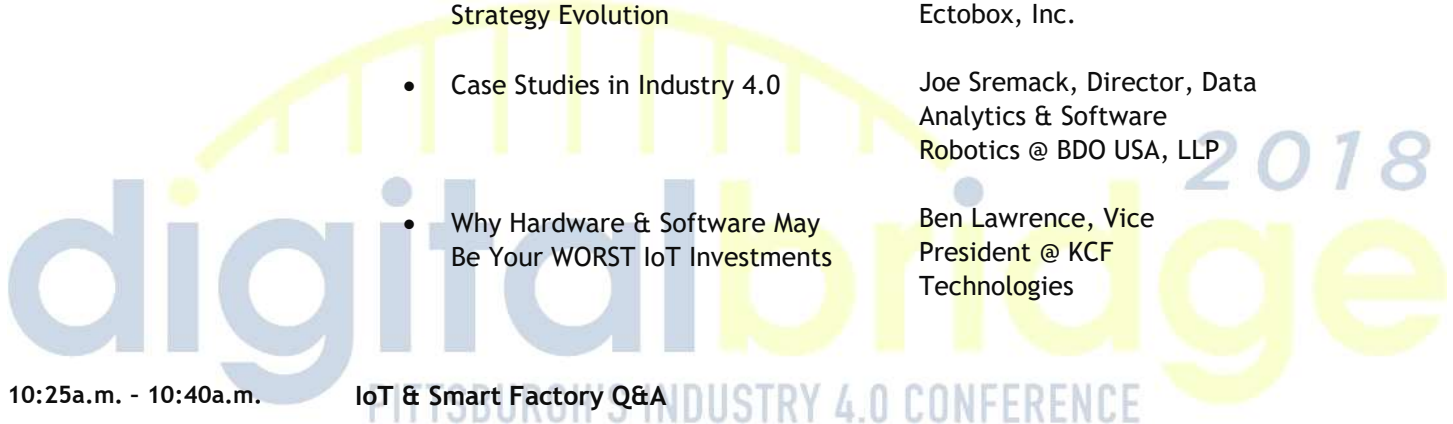 Strategy Evolution
Ectobox, Inc.
• Case Studies in Industry 4.0
Joe Sremack, Director, Data
Analytics & Software
Robotics @ BDO USA, LLP
2018
• Why Hardware & Software May
Be Your WORST IoT Investments
Ben Lawrence, Vice
President @ KCF
Technologies
digitalbridge
10:25a.m. – 10:40a.m.
IoT & Smart Factory Q&A
PITTSBURGH'S INDUSTRY 4.0 CONFERENCE